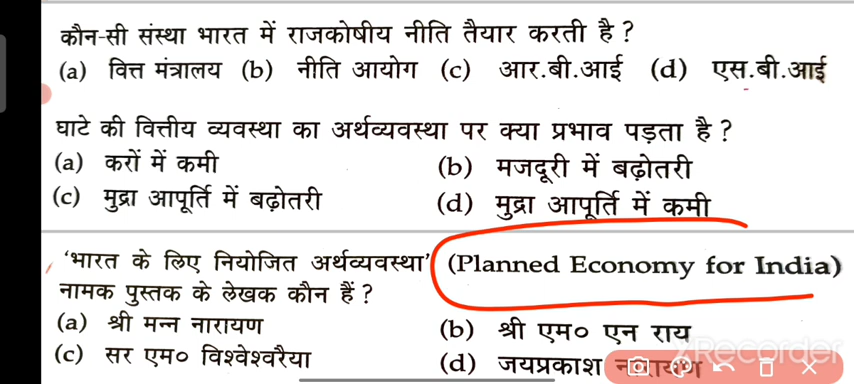 कौन-सी संस्था भारत में राजकोषीय नीति तैयार करती है ?
(a) वित्त मंत्रालय (b) नीति आयोग (c) आर.बी.आई (d) एस.बी.आई
घाटे की वित्तीय व्यवस्था का अर्थव्यवस्था पर क्या प्रभाव पड़ता है ?
(a) करों में कमी (b) मजदूरी में बढ़ोतरी
(c) मुद्रा आपूर्ति में बढ़ोतरी (d) मुद्रा आपूर्ति में कमी
'भारत के लिए नियोजित अर्थव्यवस्था' (Planned Economy for India)
नामक पुस्तक के लेखक कौन हैं ?
(a) श्री मन्न नारायण (b) श्री एम० एन राय
(c) सर एम० विश्वेश्वरैया (d) जयप्रकाश नारायण
XRecorder